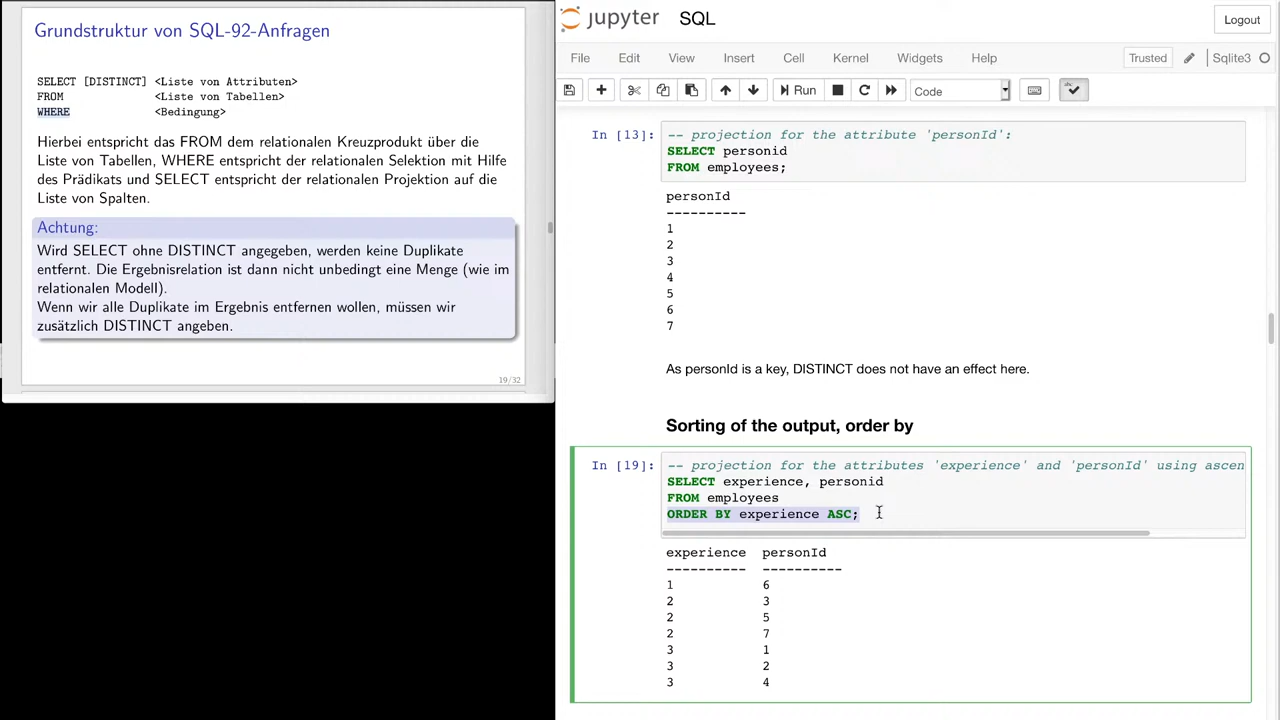 Grundstruktur von SQL-92-Anfragen
SELECT [DISTINCT] <Liste von Attributen>
FROM <Liste von Tabellen>
WHERE <Bedingung>
Hierbei entspricht das FROM dem relationalen Kreuzprodukt über die
Liste von Tabellen, WHERE entspricht der relationalen Selektion mit Hilfe
des Prädikats und SELECT entspricht der relationalen Projektion auf die
Liste von Spalten.
Achtung:
Wird SELECT ohne DISTINCT angegeben, werden keine Duplikate
entfernt. Die Ergebnisrelation ist dann nicht unbedingt eine Menge (wie im
relationalen Modell).
Wenn wir alle Duplikate im Ergebnis entfernen wollen, müssen wir
zusätzlich DISTINCT angeben.
19/32
jupyter SQL
Logout
File Edit View Insert Cell Kernel Widgets Help
Trusted Sqlite3
Run Code
In [13]: -- projection for the attribute 'personId':
SELECT personid
FROM employees;
personId
----------
1
2
3
4
5
6
7
As personId is a key, DISTINCT does not have an effect here.
Sorting of the output, order by
In [19]: -- projection for the attributes 'experience' and 'personId' using ascen
SELECT experience, personid
FROM employees
ORDER BY experience ASC;
experience personId
---------- ----------
1 6
2 3
2 5
2 7
3 1
3 2
3 4